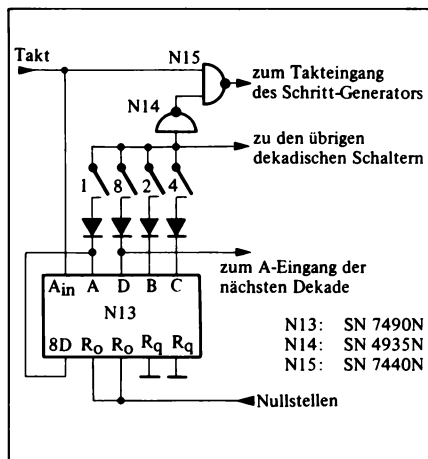 Takt
N15
zum Takteingang
des Schritt-Generators
N14
zu den übrigen
dekadischen Schaltern
1 8 2 4
zum A-Eingang der
nächsten Dekade
Ain A D B C
N13
8D Ro Ro Rq Rq
N13: SN 7490N
N14: SN 4935N
N15: SN 7440N
Nullstellen